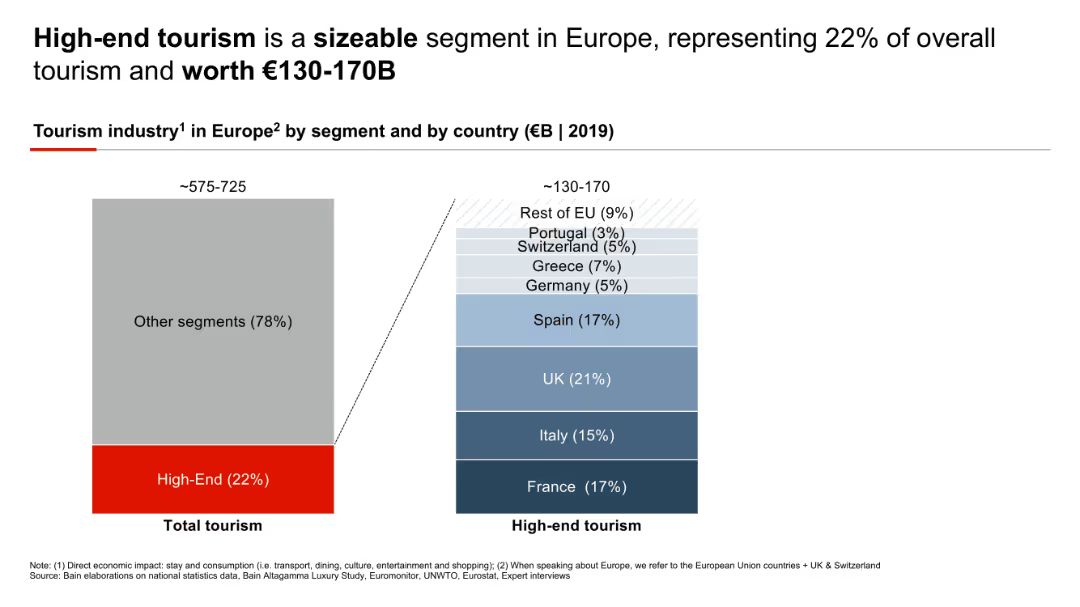 High-end tourism is a sizeable segment in Europe, representing 22% of overall
tourism and worth €130-170B
Tourism industry1 in Europe2 by segment and by country (€B | 2019)
~575-725
Other segments (78%)
High-End (22%)
Total tourism
~130-170
Rest of EU (9%)
Portugal (3%)
Switzerland (5%)
Greece (7%)
Germany (5%)
Spain (17%)
UK (21%)
Italy (15%)
France (17%)
High-end tourism
Note: (1) Direct economic impact: stay and consumption (i.e. transport, dining, culture, entertainment and shopping); (2) When speaking about Europe, we refer to the European Union countries + UK & Switzerland
Source: Bain elaborations on national statistics data, Bain Altagamma Luxury Study, Euromonitor, UNWTO, Eurostat, Expert interviews